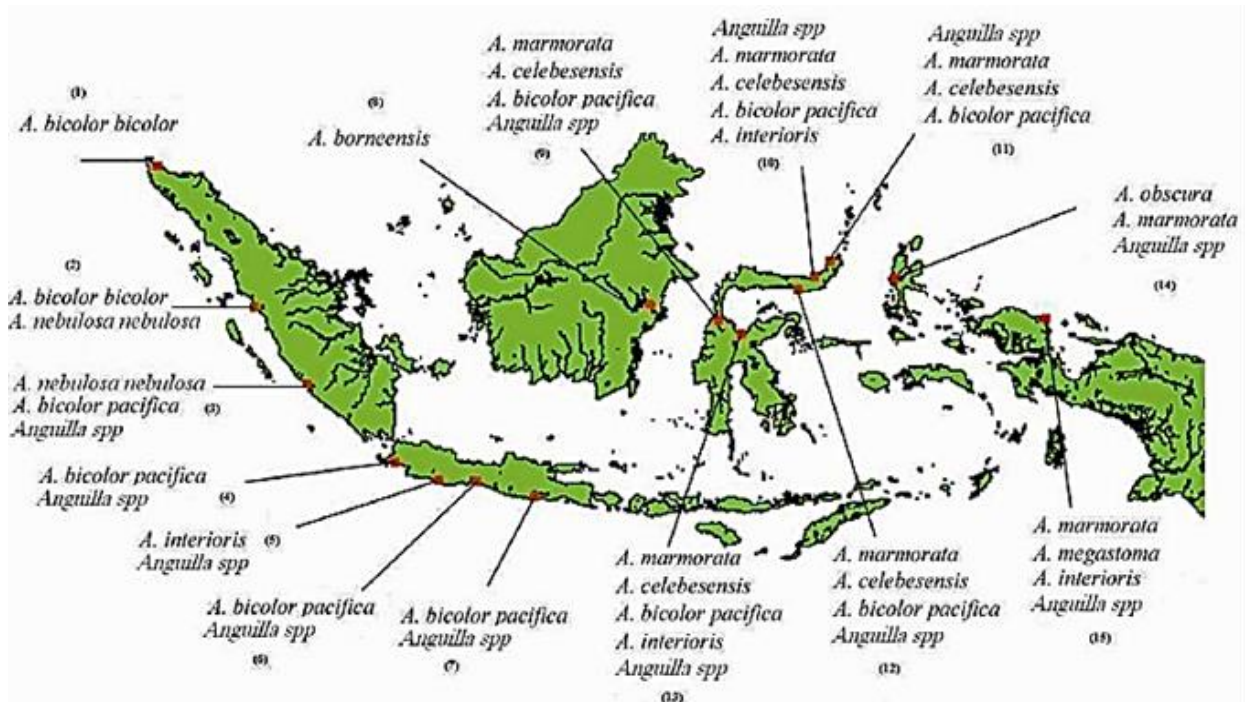 (1)
A. bicolor bicolor
(2)
A. bicolor bicolor
A. nebulosa nebulosa
A. nebulosa nebulosa
A. bicolor pacifica (3)
Anguilla spp
A. bicolor pacifica
Anguilla spp (4)
A. interioris (5)
Anguilla spp
A. bicolor pacifica
Anguilla spp
(6)
A. bicolor pacifica
Anguilla spp
(7)
(8)
A. borneensis
A. marmorata
A. celebesensis
A. bicolor pacifica
Anguilla spp
(9)
Anguilla spp
A. marmorata
A. celebesensis
A. bicolor pacifica
A. interioris
(10)
Anguilla spp
A. marmorata
A. celebesensis
A. bicolor pacifica
(11)
A. marmorata
A. celebesensis
A. bicolor pacifica
Anguilla spp
(12)
A. marmorata
A. celebesensis
A. bicolor pacifica
A. interioris
Anguilla spp
(13)
A. obscura
A. marmorata
Anguilla spp
(14)
A. marmorata
A. megastoma
A. interioris
Anguilla spp
(15)